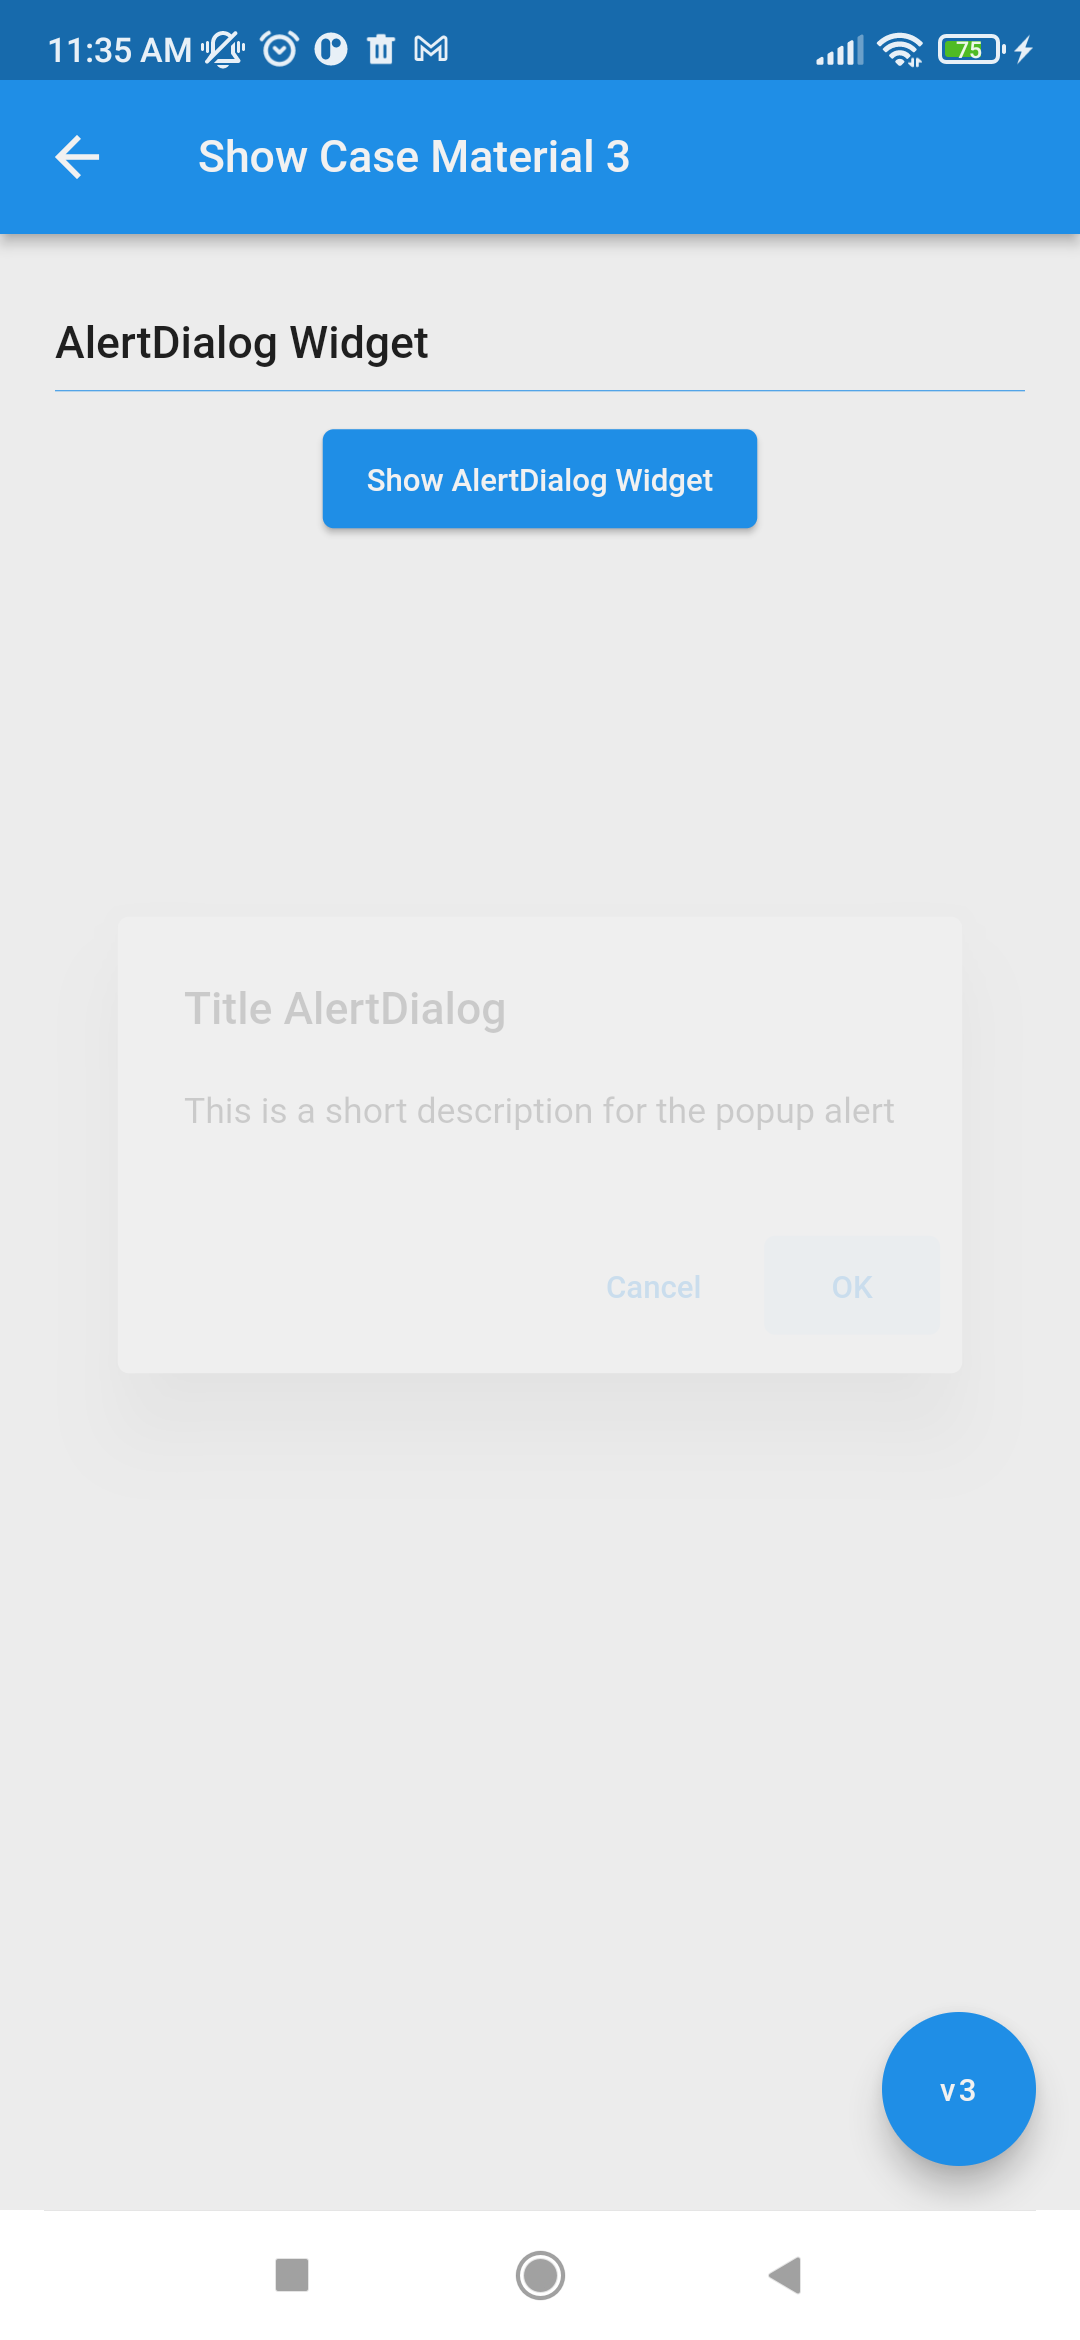 11:35 AM
75
Show Case Material 3
AlertDialog Widget
Show AlertDialog Widget
Title AlertDialog
This is a short description for the popup alert
Cancel
OK
v3